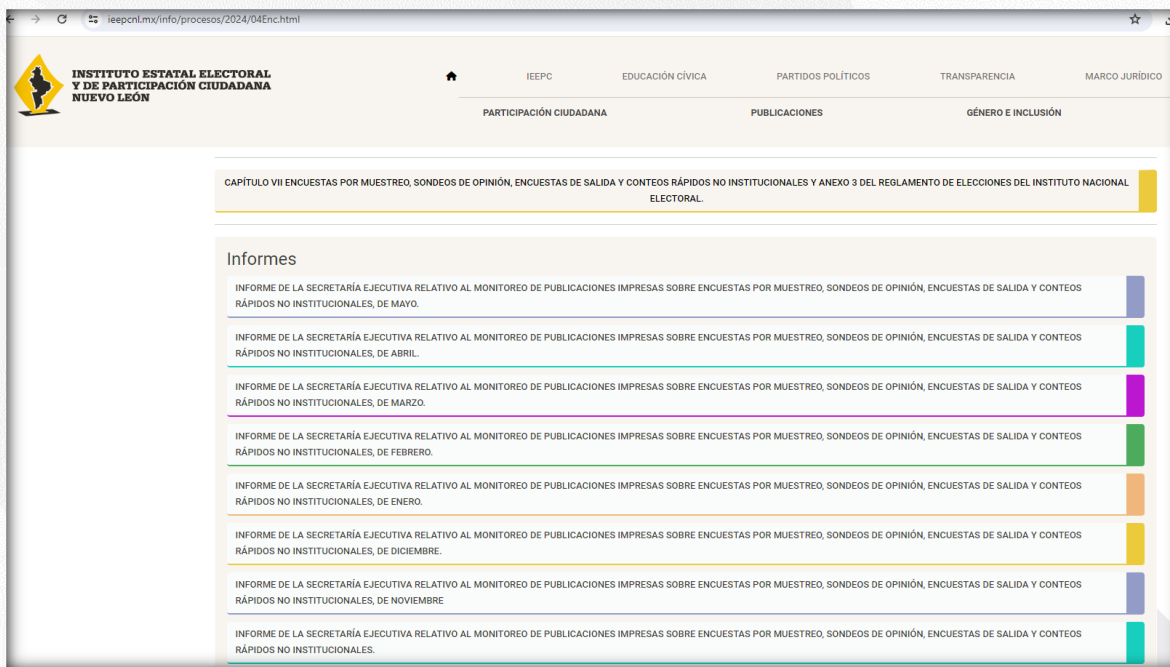 ieepcnl.mx/info/procesos/2024/04Enc.html
INSTITUTO ESTATAL ELECTORAL
Y DE PARTICIPACIÓN CIUDADANA
NUEVO LEÓN
IEEPC
EDUCACIÓN CÍVICA
PARTIDOS POLÍTICOS
TRANSPARENCIA
MARCO JURÍDICO
PARTICIPACIÓN CIUDADANA
PUBLICACIONES
GÉNERO E INCLUSIÓN
CAPÍTULO VII ENCUESTAS POR MUESTREO, SONDEOS DE OPINIÓN, ENCUESTAS DE SALIDA Y CONTEOS RÁPIDOS NO INSTITUCIONALES Y ANEXO 3 DEL REGLAMENTO DE ELECCIONES DEL INSTITUTO NACIONAL
ELECTORAL.
Informes
INFORME DE LA SECRETARÍA EJECUTIVA RELATIVO AL MONITOREO DE PUBLICACIONES IMPRESAS SOBRE ENCUESTAS POR MUESTREO, SONDEOS DE OPINIÓN, ENCUESTAS DE SALIDA Y CONTEOS
RÁPIDOS NO INSTITUCIONALES, DE MAYO.
INFORME DE LA SECRETARÍA EJECUTIVA RELATIVO AL MONITOREO DE PUBLICACIONES IMPRESAS SOBRE ENCUESTAS POR MUESTREO, SONDEOS DE OPINIÓN, ENCUESTAS DE SALIDA Y CONTEOS
RÁPIDOS NO INSTITUCIONALES, DE ABRIL.
INFORME DE LA SECRETARÍA EJECUTIVA RELATIVO AL MONITOREO DE PUBLICACIONES IMPRESAS SOBRE ENCUESTAS POR MUESTREO, SONDEOS DE OPINIÓN, ENCUESTAS DE SALIDA Y CONTEOS
RÁPIDOS NO INSTITUCIONALES, DE MARZO.
INFORME DE LA SECRETARÍA EJECUTIVA RELATIVO AL MONITOREO DE PUBLICACIONES IMPRESAS SOBRE ENCUESTAS POR MUESTREO, SONDEOS DE OPINIÓN, ENCUESTAS DE SALIDA Y CONTEOS
RÁPIDOS NO INSTITUCIONALES, DE FEBRERO.
INFORME DE LA SECRETARÍA EJECUTIVA RELATIVO AL MONITOREO DE PUBLICACIONES IMPRESAS SOBRE ENCUESTAS POR MUESTREO, SONDEOS DE OPINIÓN, ENCUESTAS DE SALIDA Y CONTEOS
RÁPIDOS NO INSTITUCIONALES, DE ENERO.
INFORME DE LA SECRETARÍA EJECUTIVA RELATIVO AL MONITOREO DE PUBLICACIONES IMPRESAS SOBRE ENCUESTAS POR MUESTREO, SONDEOS DE OPINIÓN, ENCUESTAS DE SALIDA Y CONTEOS
RÁPIDOS NO INSTITUCIONALES, DE DICIEMBRE.
INFORME DE LA SECRETARÍA EJECUTIVA RELATIVO AL MONITOREO DE PUBLICACIONES IMPRESAS SOBRE ENCUESTAS POR MUESTREO, SONDEOS DE OPINIÓN, ENCUESTAS DE SALIDA Y CONTEOS
RÁPIDOS NO INSTITUCIONALES, DE NOVIEMBRE
INFORME DE LA SECRETARÍA EJECUTIVA RELATIVO AL MONITOREO DE PUBLICACIONES IMPRESAS SOBRE ENCUESTAS POR MUESTREO, SONDEOS DE OPINIÓN, ENCUESTAS DE SALIDA Y CONTEOS
RÁPIDOS NO INSTITUCIONALES.